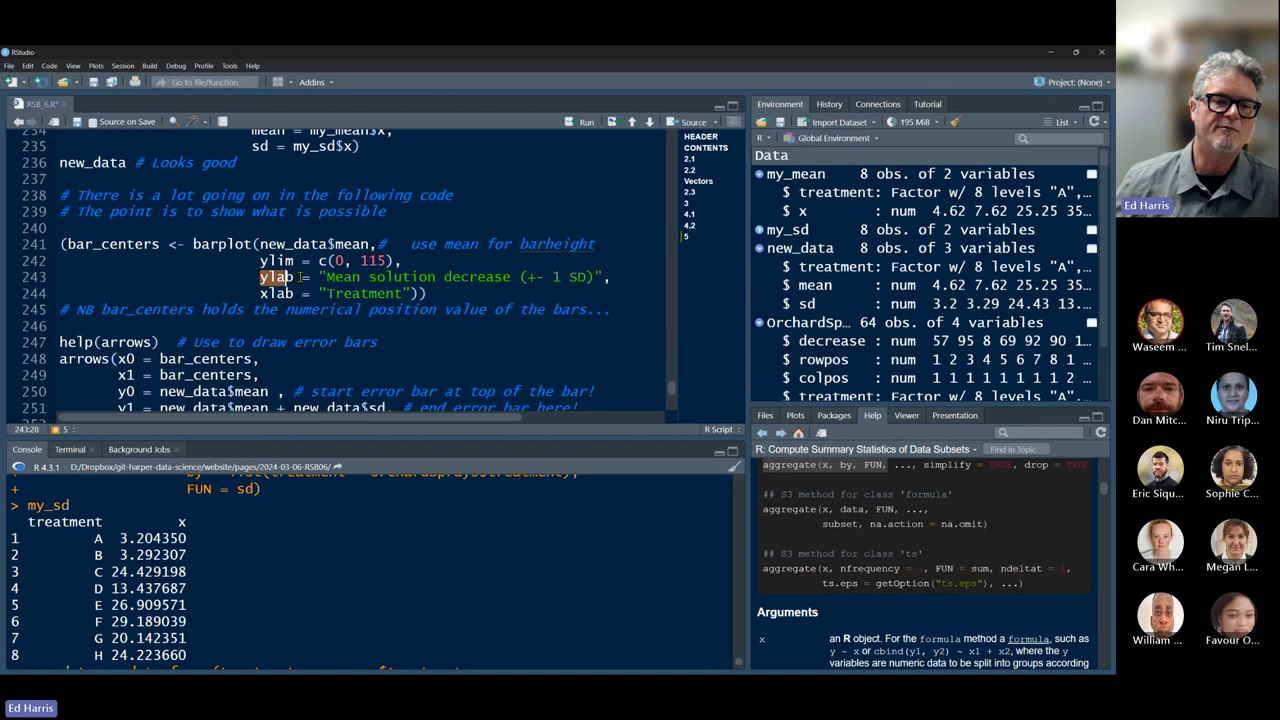 RStudio
File Edit Code View Plots Session Build Debug Profile Tools Help
Go to file/function Addins Project: (None)
RSB_6.R*
Source on Save Run Source
mean = my_mean$x,
235 sd = my_sd$x)
236 new_data # Looks good
237
238 # There is a lot going on in the following code
239 # The point is to show what is possible
240
241 (bar_centers <- barplot(new_data$mean,# use mean for barheight
242 ylim = c(0, 115),
243 ylab = "Mean solution decrease (+- 1 SD)",
244 xlab = "Treatment"))
245 # NB bar_centers holds the numerical position value of the bars...
246
247 help(arrows) # Use to draw error bars
248 arrows(x0 = bar_centers,
249 x1 = bar_centers,
250 y0 = new_data$mean , # start error bar at top of the bar!
251 y1 = new_data$mean + new_data$sd, # end error bar here!
243:28 5 R Script
HEADER
CONTENTS
2.1
2.2
Vectors
2.3
3
4.1
4.2
5
Console Terminal Background Jobs
R 4.3.1 · D:/Dropbox/git-harper-data-science/website/pages/2024-03-06-RSB06/
+ FUN = sd)
> my_sd
treatment x
1 A 3.204350
2 B 3.292307
3 C 24.429198
4 D 13.437687
5 E 26.909571
6 F 29.189039
7 G 20.142351
8 H 24.223660
Environment History Connections Tutorial
Import Dataset 195 MiB List
R Global Environment
Data
my_mean 8 obs. of 2 variables
$ treatment: Factor w/ 8 levels "A",
$ x : num 4.62 7.62 25.25 35…
my_sd 8 obs. of 2 variables
new_data 8 obs. of 3 variables
$ treatment: Factor w/ 8 levels "A",
$ mean : num 4.62 7.62 25.25 35…
$ sd : num 3.2 3.29 24.43 13.…
OrchardSp… 64 obs. of 4 variables
$ decrease : num 57 95 8 69 92 90 1…
$ rowpos : num 1 2 3 4 5 6 7 8 1 …
$ colpos : num 1 1 1 1 1 1 1 1 2 …
$ treatment: Factor w/ 8 levels "A",
Files Plots Packages Help Viewer Presentation
R: Compute Summary Statistics of Data Subsets Find in Topic
aggregate(x, by, FUN, ..., simplify = TRUE, drop = TRUE
## S3 method for class 'formula'
aggregate(x, data, FUN, ...,
subset, na.action = na.omit)
## S3 method for class 'ts'
aggregate(x, nfrequency = 1, FUN = sum, ndeltat = 1,
ts.eps = getOption("ts.eps"), ...)
Arguments
x an R object. For the formula method a formula, such as
y ~ x or cbind(y1, y2) ~ x1 + x2, where the y
variables are numeric data to be split into groups according
Ed Harris
Waseem ... Tim Snel...
Dan Mitc... Niru Trip...
Eric Siqu... Sophie C...
Cara Wh... Megan L...
William ... Favour O...
Ed Harris